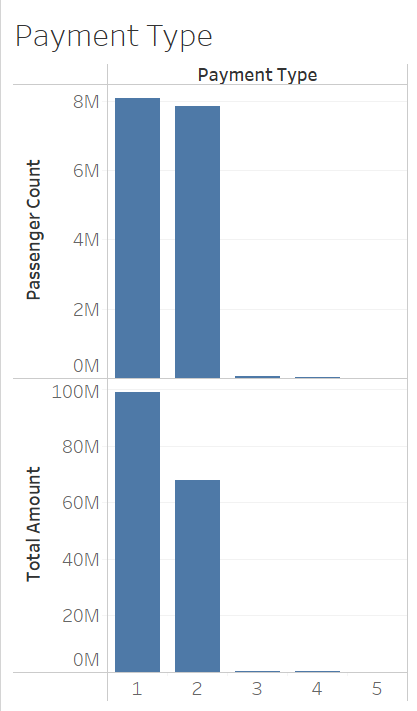 Payment Type
Payment Type
Passenger Count
8M
6M
4M
2M
0M
Total Amount
100M
80M
60M
40M
20M
0M
1 2 3 4 5